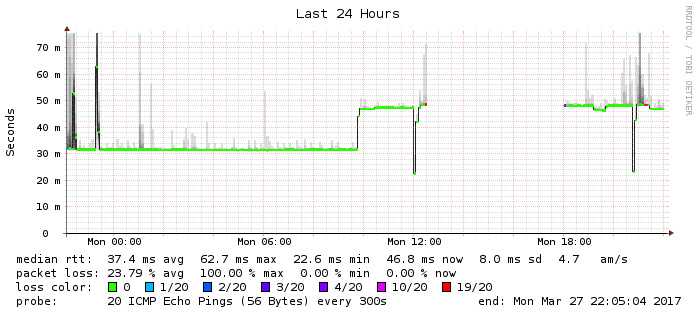 Last 24 Hours
RRDTOOL / TOBI OETIKER
Seconds
70 m
60 m
50 m
40 m
30 m
20 m
10 m
0
Mon 00:00 Mon 06:00 Mon 12:00 Mon 18:00
median rtt: 37.4 ms avg 62.7 ms max 22.6 ms min 46.8 ms now 8.0 ms sd 4.7 am/s
packet loss: 23.79 % avg 100.00 % max 0.00 % min 0.00 % now
loss color: 0 1/20 2/20 3/20 4/20 10/20 19/20
probe: 20 ICMP Echo Pings (56 Bytes) every 300s end: Mon Mar 27 22:05:04 2017